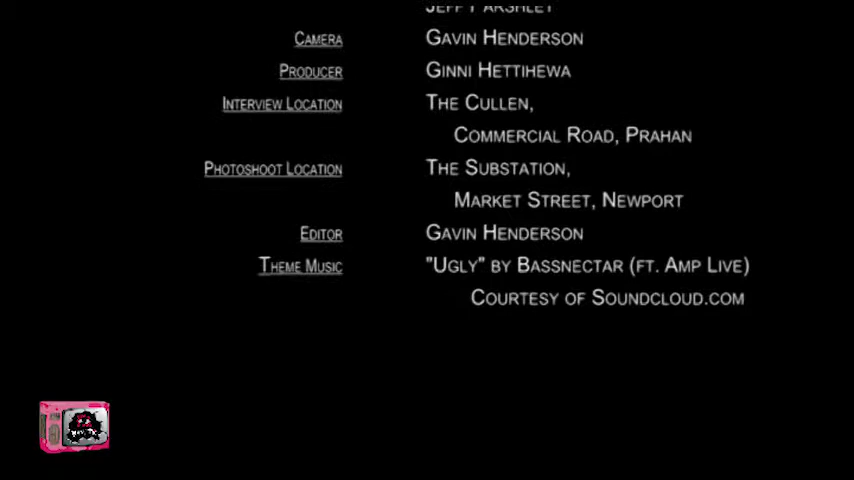 Camera Gavin Henderson
Producer Ginni Hettihewa
Interview Location The Cullen,
Commercial Road, Prahan
Photoshoot Location The Substation,
Market Street, Newport
Editor Gavin Henderson
Theme Music "Ugly" by Bassnectar (ft. Amp Live)
Courtesy of Soundcloud.com